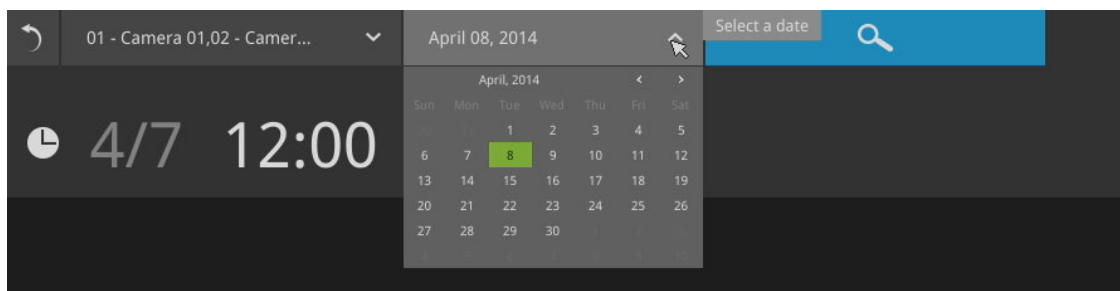 01 - Camera 01,02 - Camer...
April 08, 2014
Select a date
April, 2014
Sun Mon Tue Wed Thu Fri Sat
1 2 3 4 5
4/7 12:00
6 7 8 9 10 11 12
13 14 15 16 17 18 19
20 21 22 23 24 25 26
27 28 29 30